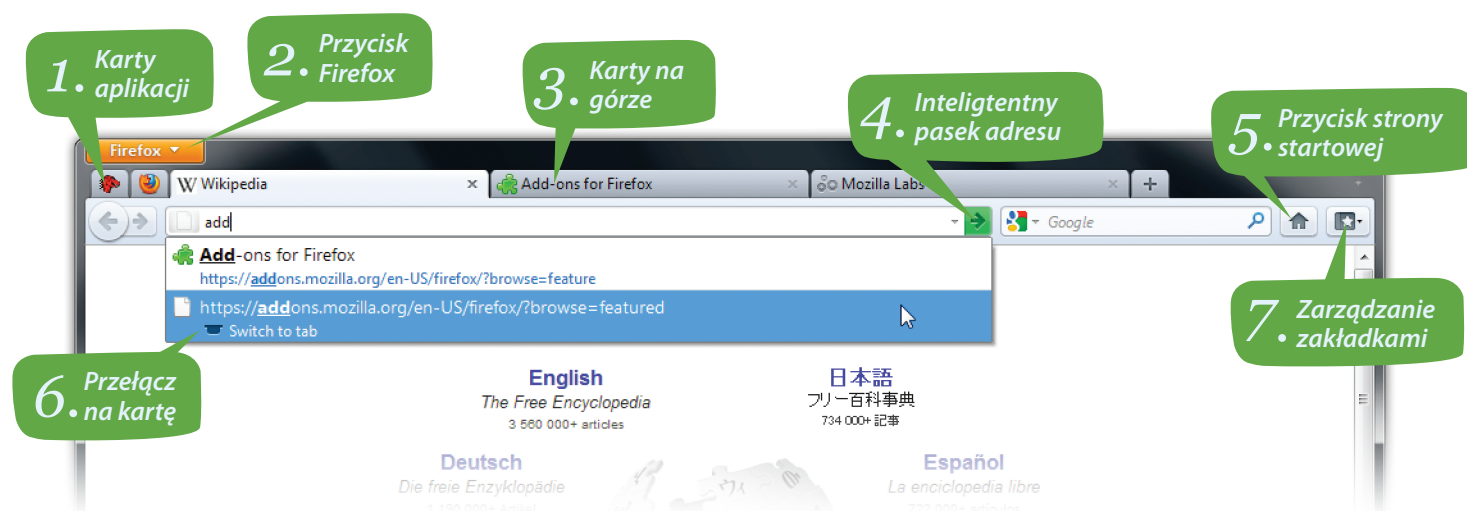 1. Karty
aplikacji
2. Przycisk
Firefox
3. Karty na
górze
4. Inteligtentny
pasek adresu
5. Przycisk strony
startowej
Firefox
W Wikipedia
Add-ons for Firefox
Mozilla Labs
add
Google
Add-ons for Firefox
https://addons.mozilla.org/en-US/firefox/?browse=feature
https://addons.mozilla.org/en-US/firefox/?browse=featured
Switch to tab
6. Przełącz
na kartę
7. Zarządzanie
zakładkami
English
The Free Encyclopedia
3 560 000+ articles
日本語
フリー百科事典
734 000+ 記事
Deutsch
Die freie Enzyklopädie
Español
La enciclopedia libre